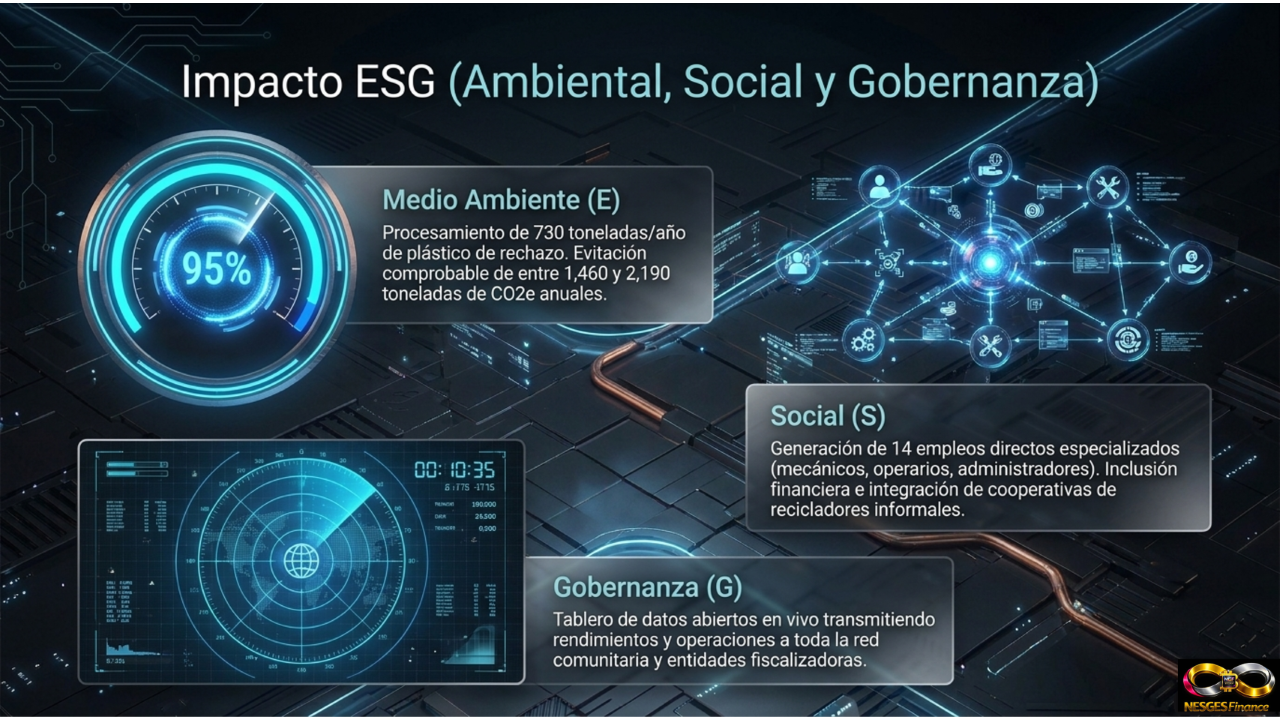 Impacto ESG (Ambiental, Social y Gobernanza)
95%
Medio Ambiente (E)
Procesamiento de 730 toneladas/año
de plástico de rechazo. Evitación
comprobable de entre 1,460 y 2,190
toneladas de CO2e anuales.
Social (S)
Generación de 14 empleos directos especializados
(mecánicos, operarios, administradores). Inclusión
financiera e integración de cooperativas de
recicladores informales.
00:10:35
Gobernanza (G)
Tablero de datos abiertos en vivo transmitiendo
rendimientos y operaciones a toda la red
comunitaria y entidades fiscalizadoras.
NESGES Finance